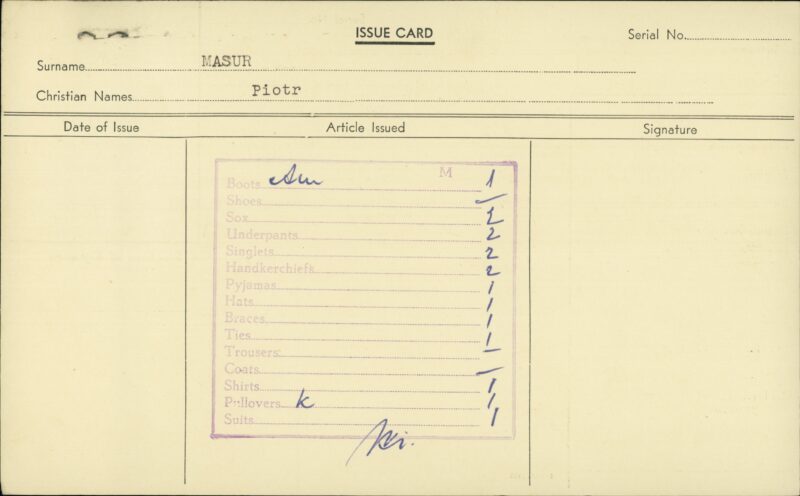 ISSUE CARD
Serial No.
Surname MASUR
Christian Names Piotr
Date of Issue Article Issued Signature
M
Boots 1
Shoes —
Sox 2
Underpants 2
Singlets 2
Handkerchiefs 2
Pyjamas 1
Hats 1
Braces 1
Ties 1
Trousers —
Coats —
Shirts 1
Pullovers K 1
Suits 1